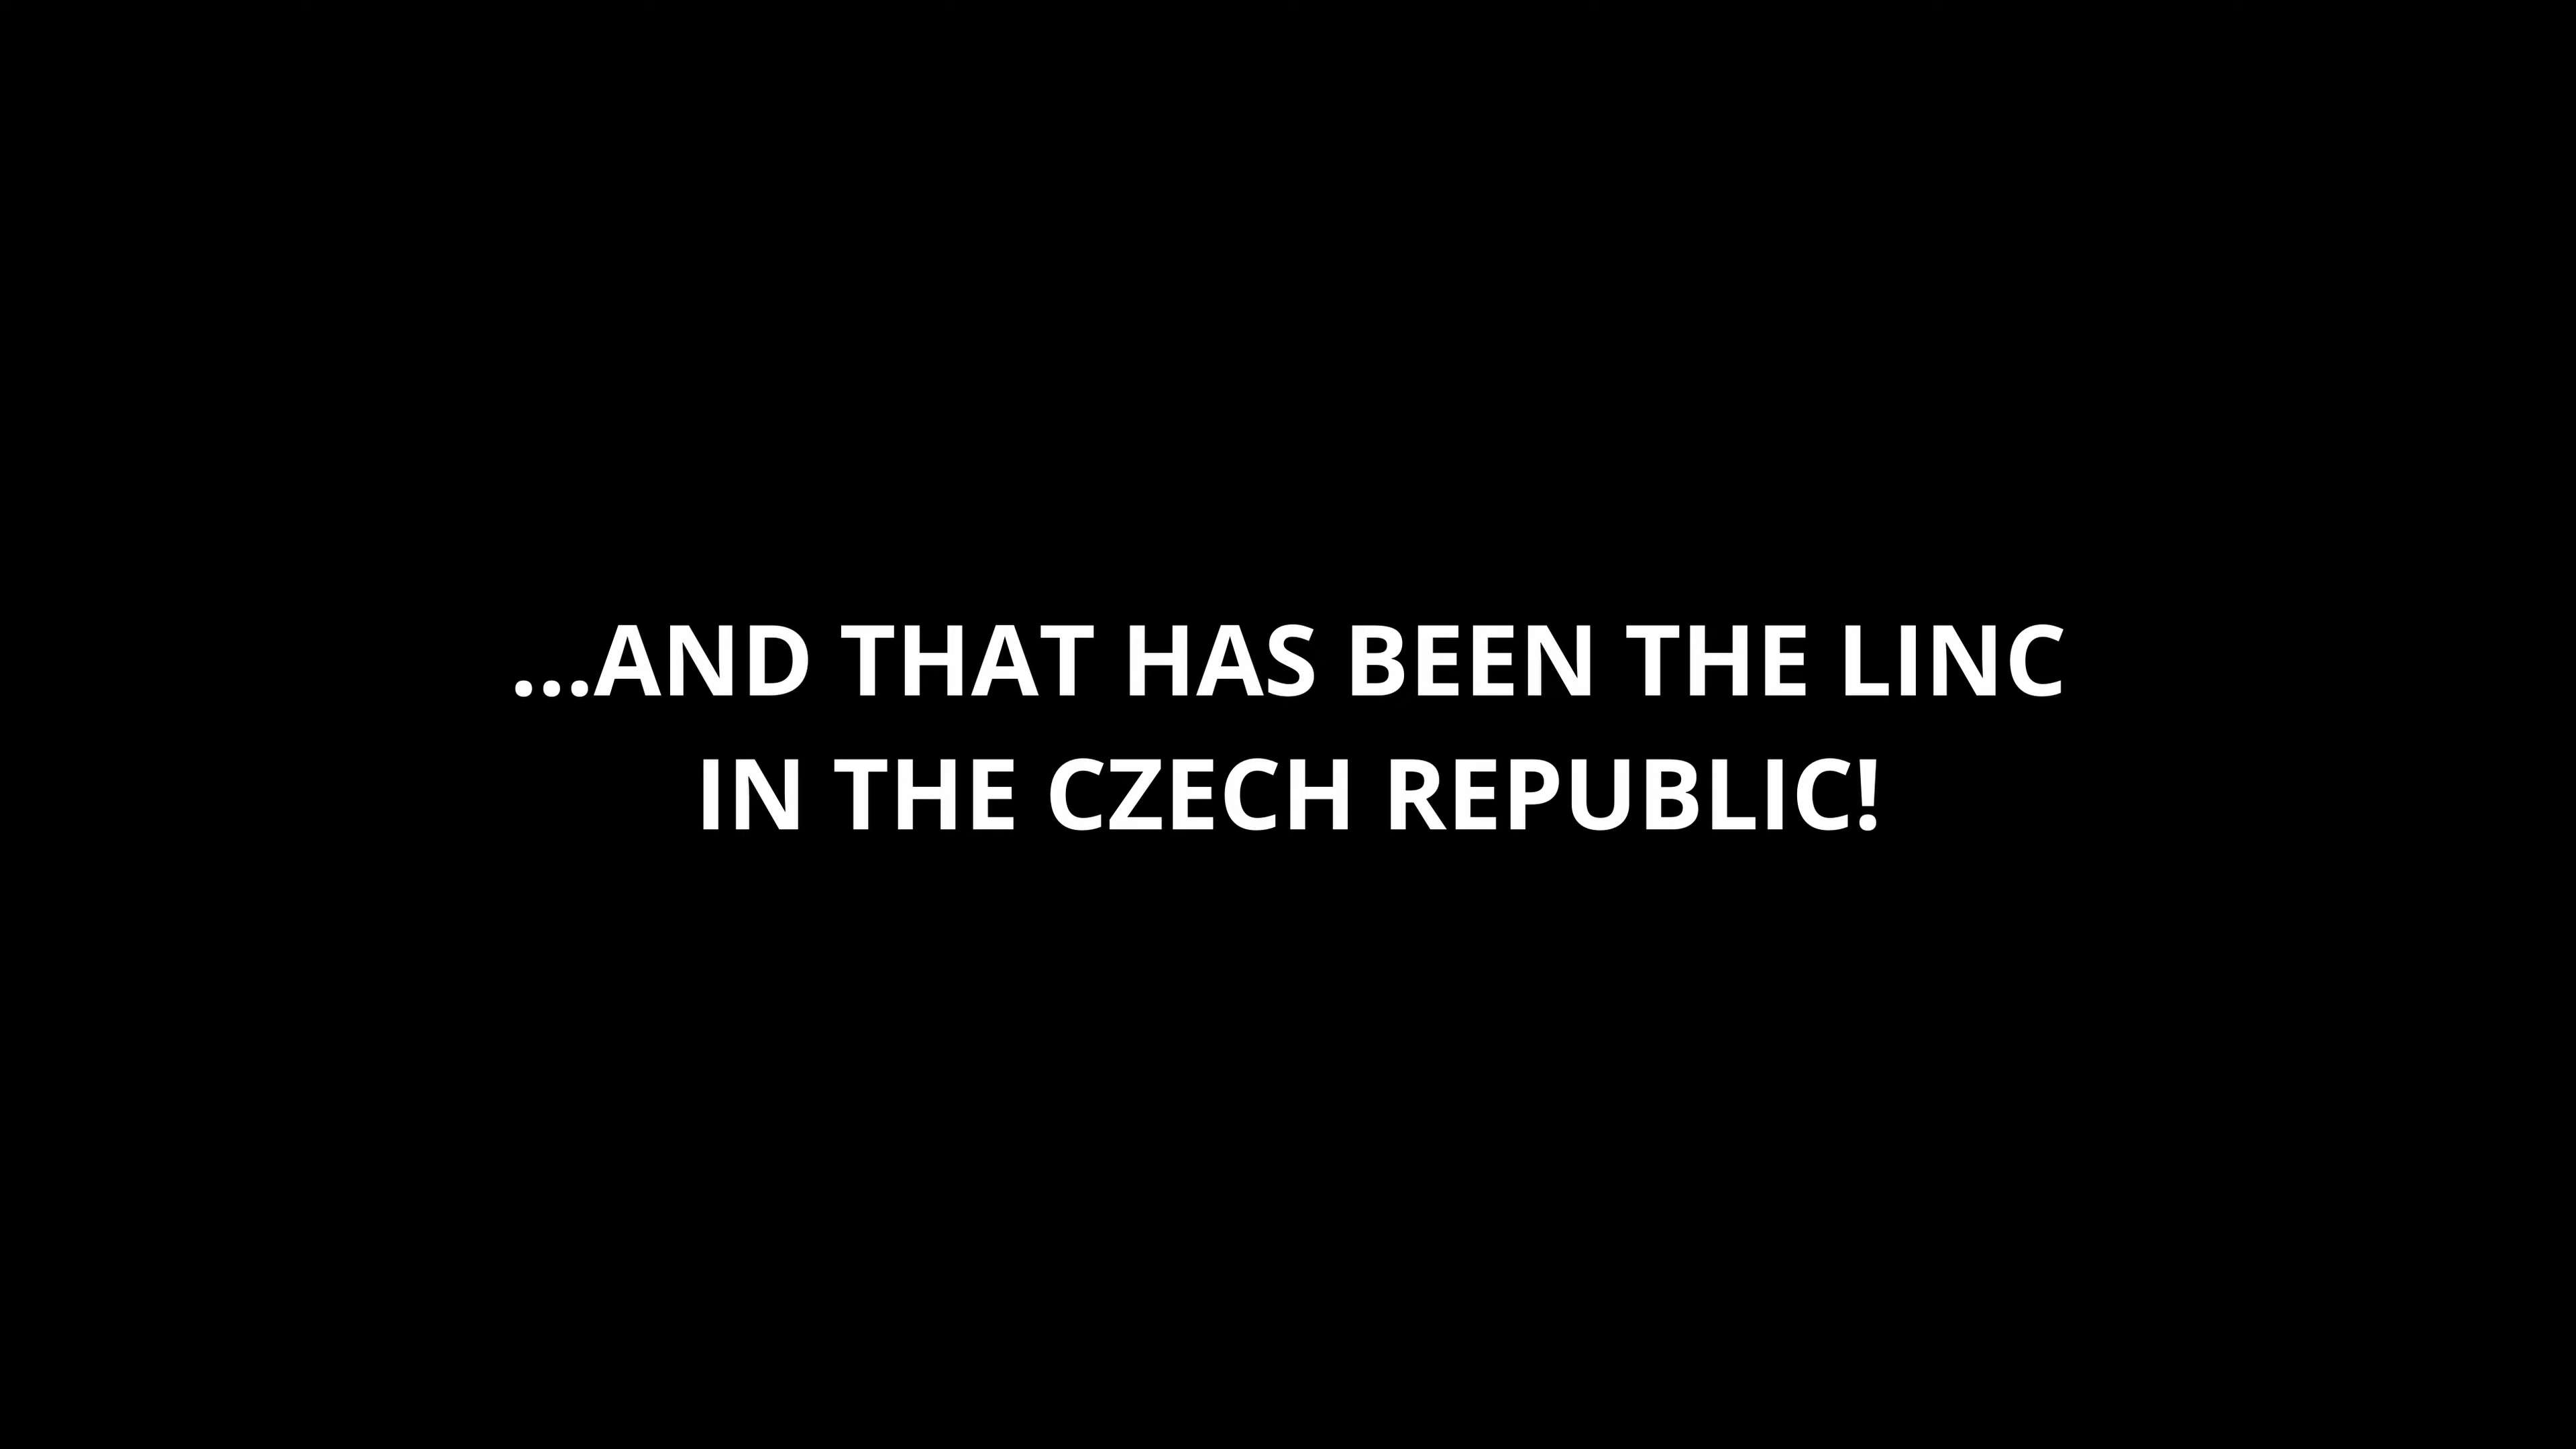 ...AND THAT HAS BEEN THE LINC
IN THE CZECH REPUBLIC!